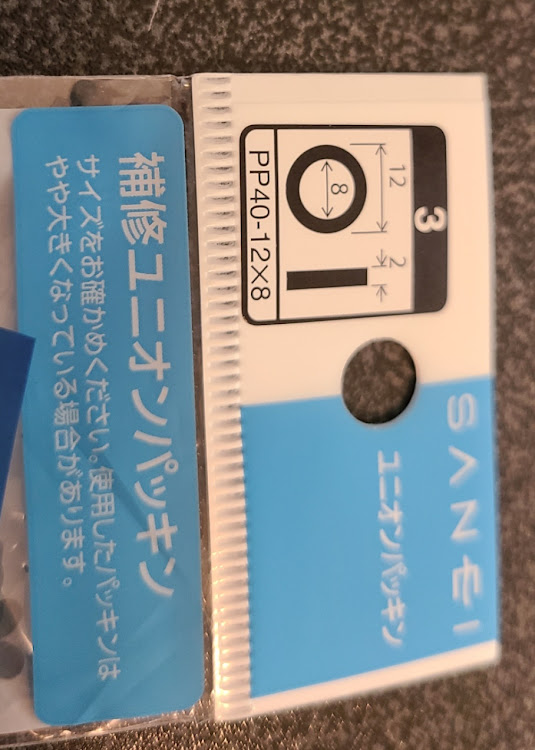 3
12
8
2
PP40-12×8
SANEI
ユニオンパッキン
補修ユニオンパッキン
サイズをお確かめください。使用したパッキンは
やや大きくなっている場合があります。